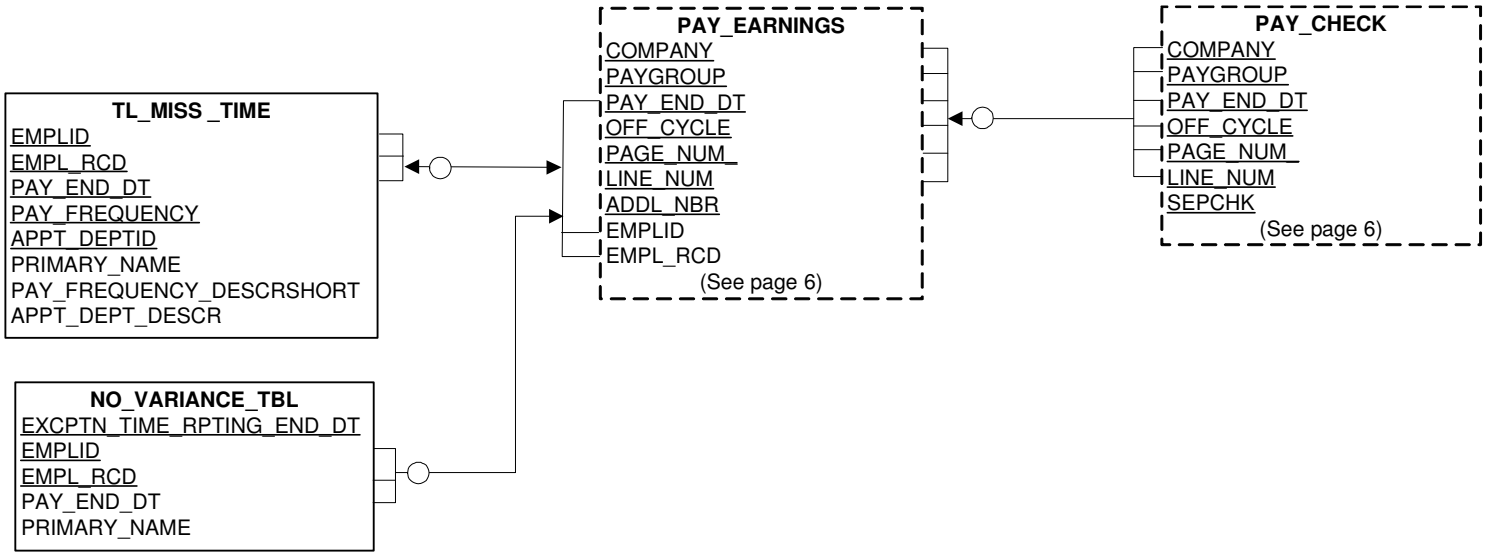 TL_MISS _TIME
EMPLID
EMPL_RCD
PAY_END_DT
PAY_FREQUENCY
APPT_DEPTID
PRIMARY_NAME
PAY_FREQUENCY_DESCRSHORT
APPT_DEPT_DESCR
NO_VARIANCE_TBL
EXCPTN_TIME_RPTING_END_DT
EMPLID
EMPL_RCD
PAY_END_DT
PRIMARY_NAME
PAY_EARNINGS
COMPANY
PAYGROUP
PAY_END_DT
OFF_CYCLE
PAGE_NUM_
LINE_NUM
ADDL_NBR
EMPLID
EMPL_RCD
(See page 6)
PAY_CHECK
COMPANY
PAYGROUP
PAY_END_DT
OFF_CYCLE
PAGE_NUM_
LINE_NUM
SEPCHK
(See page 6)